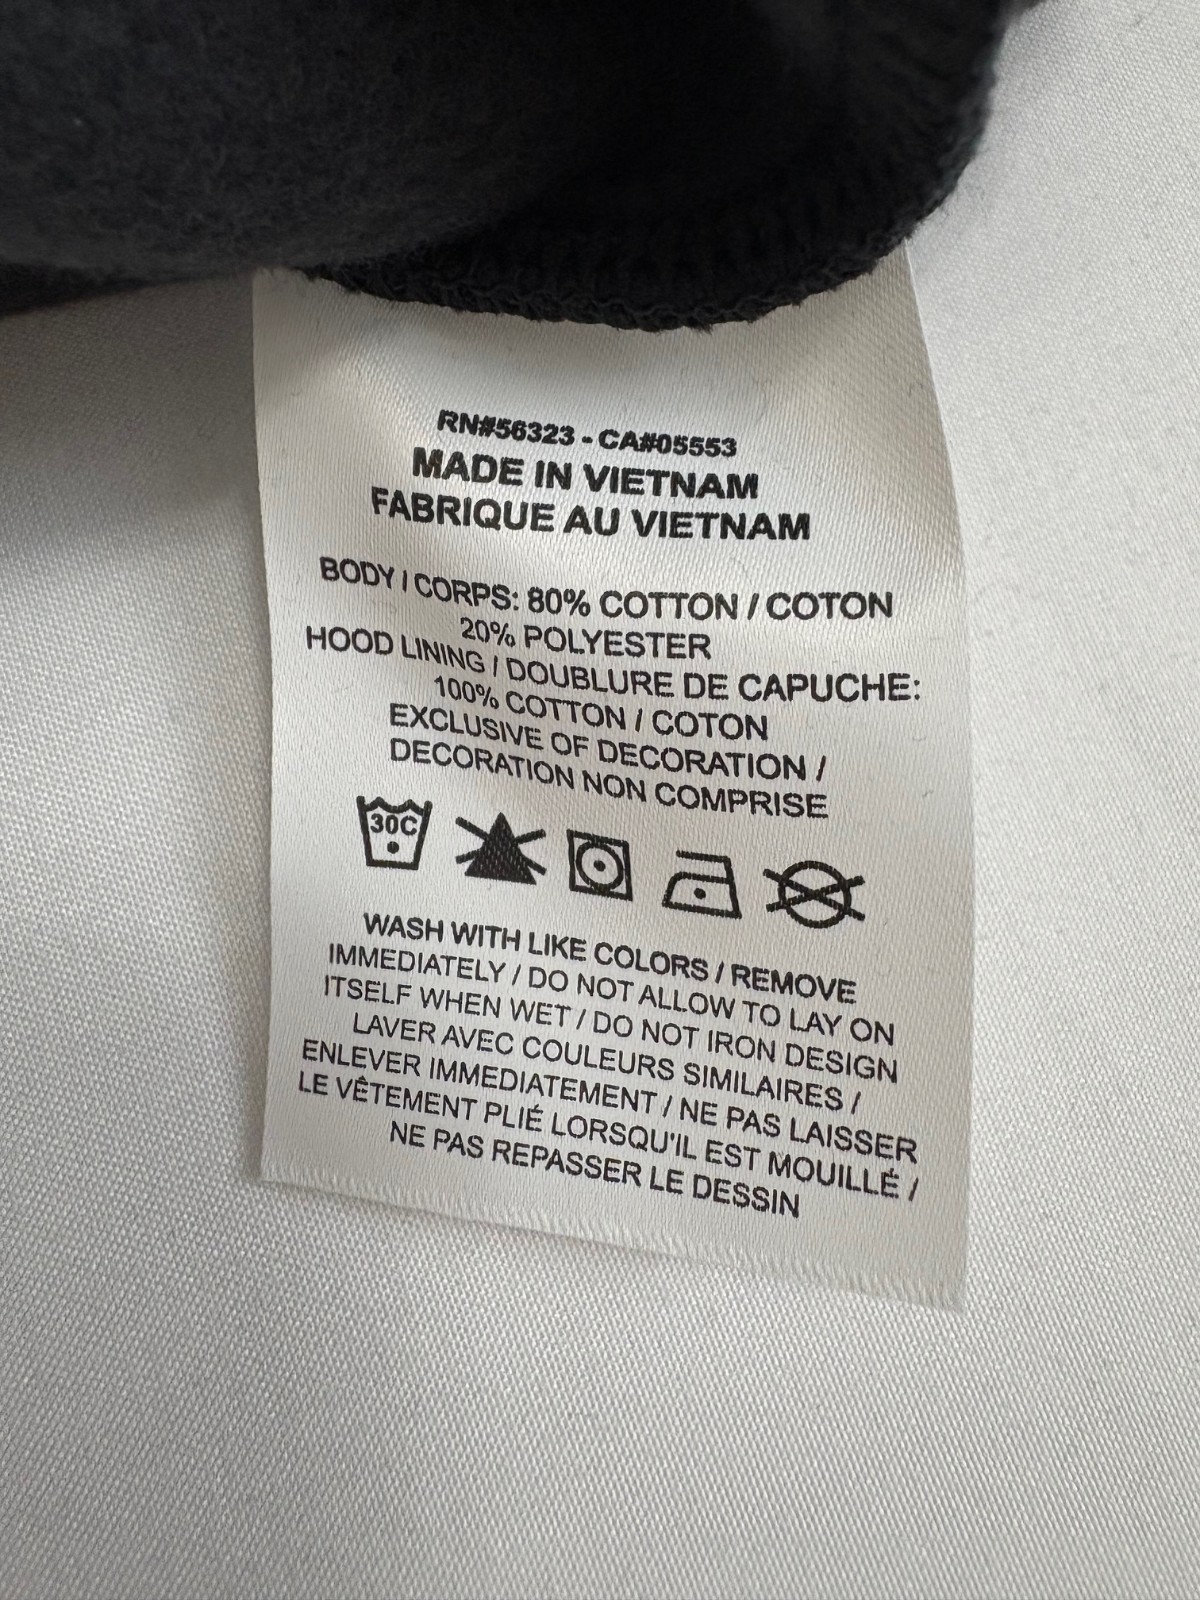 RN#56323 - CA#05553
MADE IN VIETNAM
FABRIQUE AU VIETNAM
BODY / CORPS: 80% COTTON / COTON
20% POLYESTER
HOOD LINING / DOUBLURE DE CAPUCHE:
100% COTTON / COTON
EXCLUSIVE OF DECORATION /
DECORATION NON COMPRISE
30C
WASH WITH LIKE COLORS / REMOVE
IMMEDIATELY / DO NOT ALLOW TO LAY ON
ITSELF WHEN WET / DO NOT IRON DESIGN
LAVER AVEC COULEURS SIMILAIRES /
ENLEVER IMMEDIATEMENT / NE PAS LAISSER
LE VÊTEMENT PLIÉ LORSQU'IL EST MOUILLÉ /
NE PAS REPASSER LE DESSIN